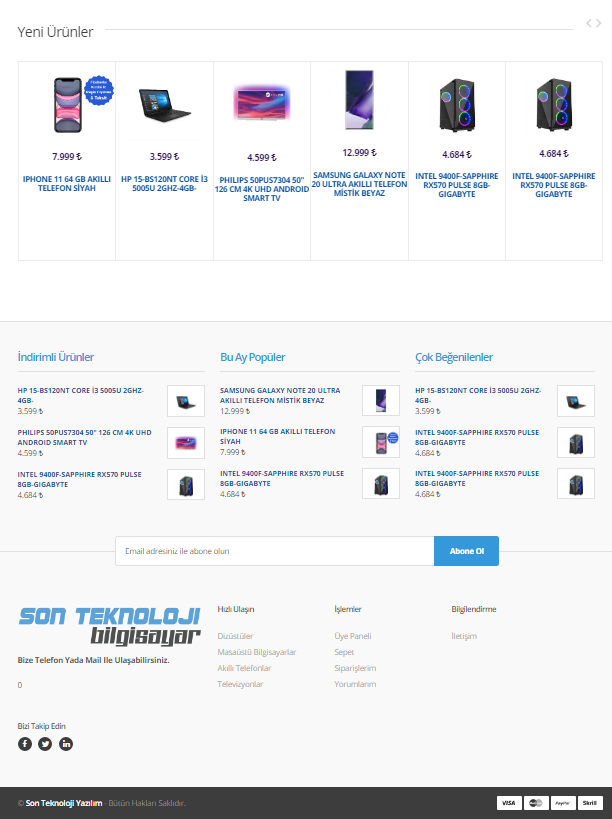 Yeni Ürünler
7.999 ₺
IPHONE 11 64 GB AKILLI
TELEFON SİYAH
3.599 ₺
HP 15-BS120NT CORE İ3
5005U 2GHZ-4GB-
4.599 ₺
PHILIPS 50PUS7304 50"
126 CM 4K UHD ANDROID
SMART TV
12.999 ₺
SAMSUNG GALAXY NOTE
20 ULTRA AKILLI TELEFON
MİSTİK BEYAZ
4.684 ₺
INTEL 9400F-SAPPHIRE
RX570 PULSE 8GB-
GIGABYTE
4.684 ₺
INTEL 9400F-SAPPHIRE
RX570 PULSE 8GB-
GIGABYTE
İndirimli Ürünler
HP 15-BS120NT CORE İ3 5005U 2GHZ-
4GB-
3.599 ₺
PHILIPS 50PUS7304 50" 126 CM 4K UHD
ANDROID SMART TV
4.599 ₺
INTEL 9400F-SAPPHIRE RX570 PULSE
8GB-GIGABYTE
4.684 ₺
Bu Ay Popüler
SAMSUNG GALAXY NOTE 20 ULTRA
AKILLI TELEFON MİSTİK BEYAZ
12.999 ₺
IPHONE 11 64 GB AKILLI TELEFON
SİYAH
7.999 ₺
INTEL 9400F-SAPPHIRE RX570 PULSE
8GB-GIGABYTE
4.684 ₺
Çok Beğenilenler
HP 15-BS120NT CORE İ3 5005U 2GHZ-
4GB-
3.599 ₺
INTEL 9400F-SAPPHIRE RX570 PULSE
8GB-GIGABYTE
4.684 ₺
INTEL 9400F-SAPPHIRE RX570 PULSE
8GB-GIGABYTE
4.684 ₺
Email adresiniz ile abone olun
Abone Ol
SON TEKNOLOJI
bilgisayar
Bize Telefon Yada Mail Ile Ulaşabilirsiniz.
0
Bizi Takip Edin
Hızlı Ulaşın
Dizüstüler
Masaüstü Bilgisayarlar
Akıllı Telefonlar
Televizyonlar
İşlemler
Üye Paneli
Sepet
Siparişlerim
Yorumlarım
Bilgilendirme
İletişim
© Son Teknoloji Yazılım - Bütün Hakları Saklıdır.
VISA
PayPal
Skrill